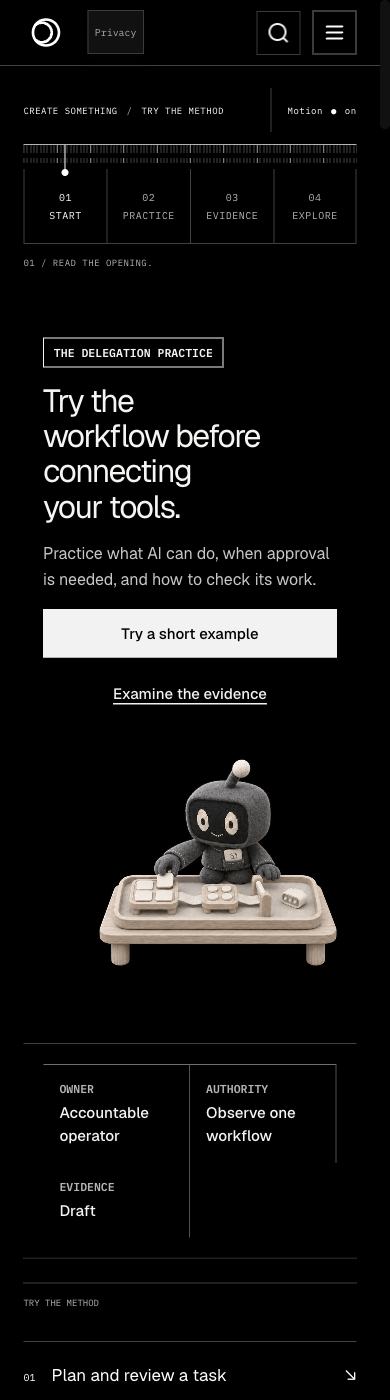 Privacy
CREATE SOMETHING / TRY THE METHOD
Motion ● on
01
START
02
PRACTICE
03
EVIDENCE
04
EXPLORE
01 / READ THE OPENING.
THE DELEGATION PRACTICE
Try the
workflow before
connecting
your tools.
Practice what AI can do, when approval
is needed, and how to check its work.
Try a short example
Examine the evidence
OWNER
Accountable
operator
AUTHORITY
Observe one
workflow
EVIDENCE
Draft
TRY THE METHOD
01 Plan and review a task